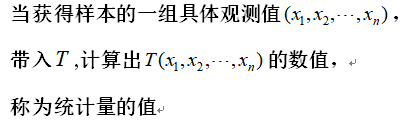 当获得样本的一组具体观测值(x₁,x₂,⋯,xₙ),
带入T,计算出T(x₁,x₂,⋯,xₙ)的数值,
称为统计量的值